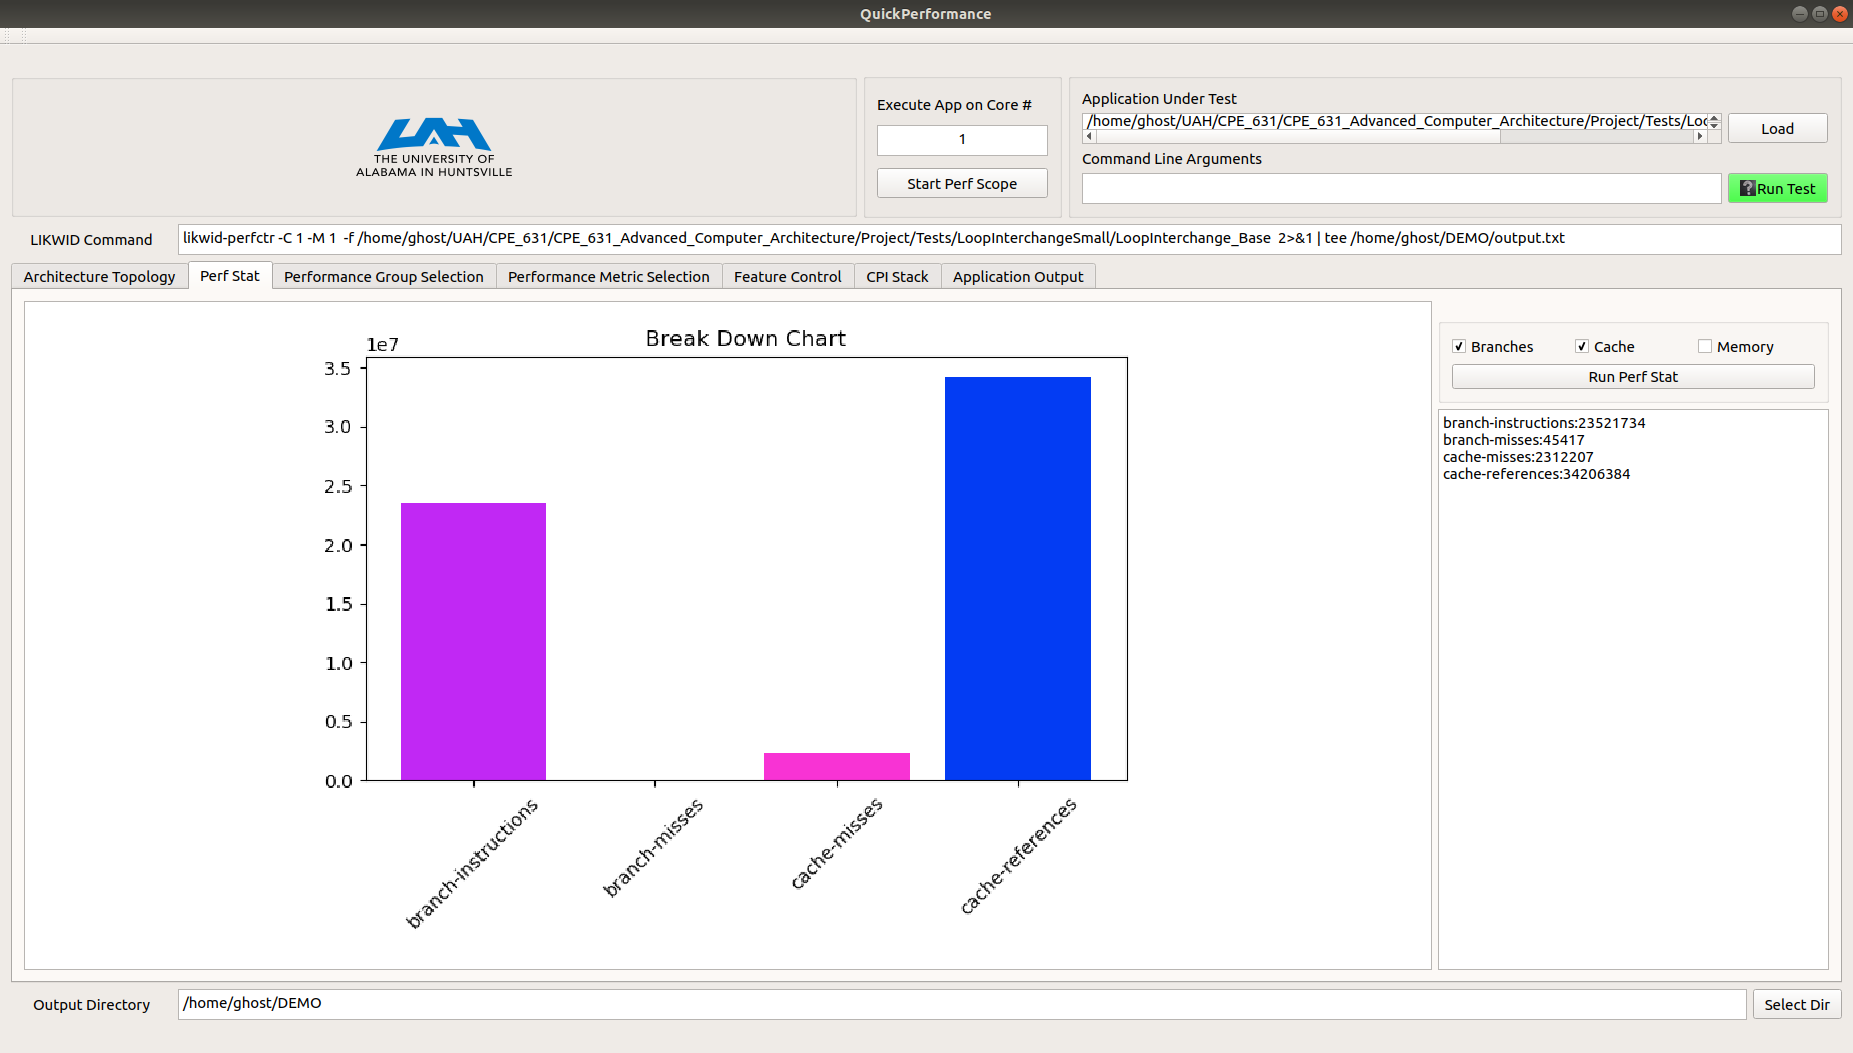 QuickPerformance
THE UNIVERSITY OF
ALABAMA IN HUNTSVILLE
Execute App on Core #
1
Start Perf Scope
Application Under Test
/home/ghost/UAH/CPE_631/CPE_631_Advanced_Computer_Architecture/Project/Tests/Loo
Load
Command Line Arguments
Run Test
LIKWID Command
likwid-perfctr -C 1 -M 1  -f /home/ghost/UAH/CPE_631/CPE_631_Advanced_Computer_Architecture/Project/Tests/LoopInterchangeSmall/LoopInterchange_Base  2>&1 | tee /home/ghost/DEMO/output.txt
Architecture Topology
Perf Stat
Performance Group Selection
Performance Metric Selection
Feature Control
CPI Stack
Application Output
Break Down Chart
1e7
3.5
3.0
2.5
2.0
1.5
1.0
0.5
0.0
branch-instructions
branch-misses
cache-misses
cache-references
Branches
Cache
Memory
Run Perf Stat
branch-instructions:23521734
branch-misses:45417
cache-misses:2312207
cache-references:34206384
Output Directory
/home/ghost/DEMO
Select Dir